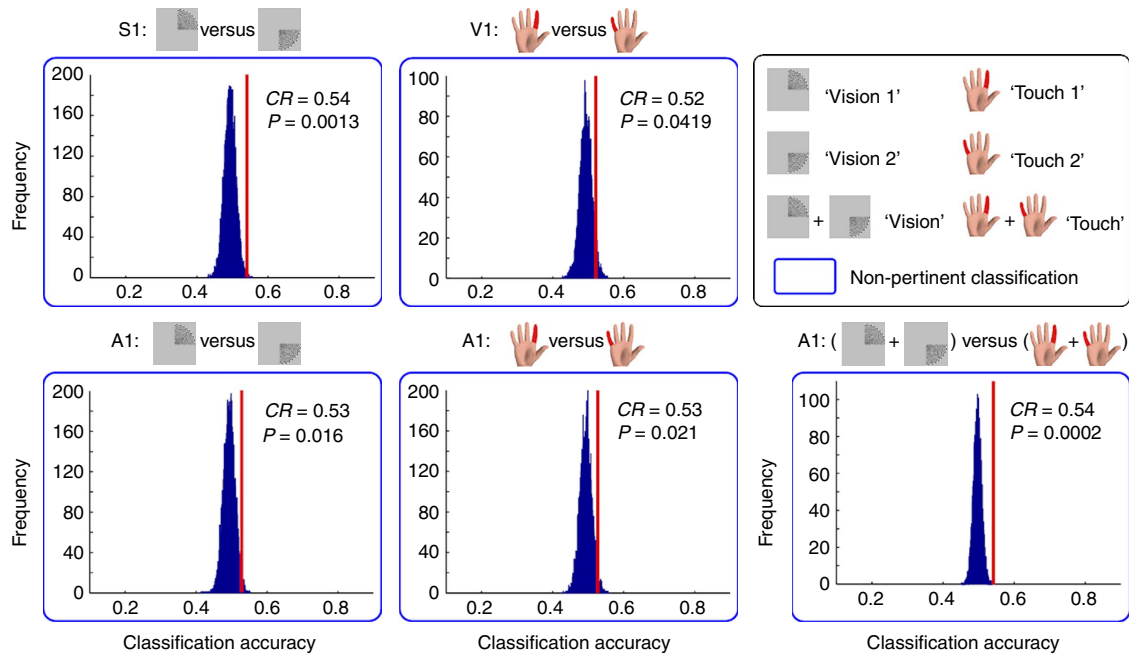 S1: versus
V1: versus
200
160
120
80
40
0
Frequency
CR = 0.54
P = 0.0013
0.2 0.4 0.6 0.8
100
80
60
40
20
0
CR = 0.52
P = 0.0419
0.2 0.4 0.6 0.8
'Vision 1' 'Touch 1'
'Vision 2' 'Touch 2'
+ 'Vision' + 'Touch'
Non-pertinent classification
A1: versus
A1: versus
A1: ( + ) versus ( + )
200
160
120
80
40
0
Frequency
CR = 0.53
P = 0.016
0.2 0.4 0.6 0.8
Classification accuracy
200
160
120
80
40
0
CR = 0.53
P = 0.021
0.2 0.4 0.6 0.8
Classification accuracy
100
80
60
40
20
0
Frequency
CR = 0.54
P = 0.0002
0.2 0.4 0.6 0.8
Classification accuracy